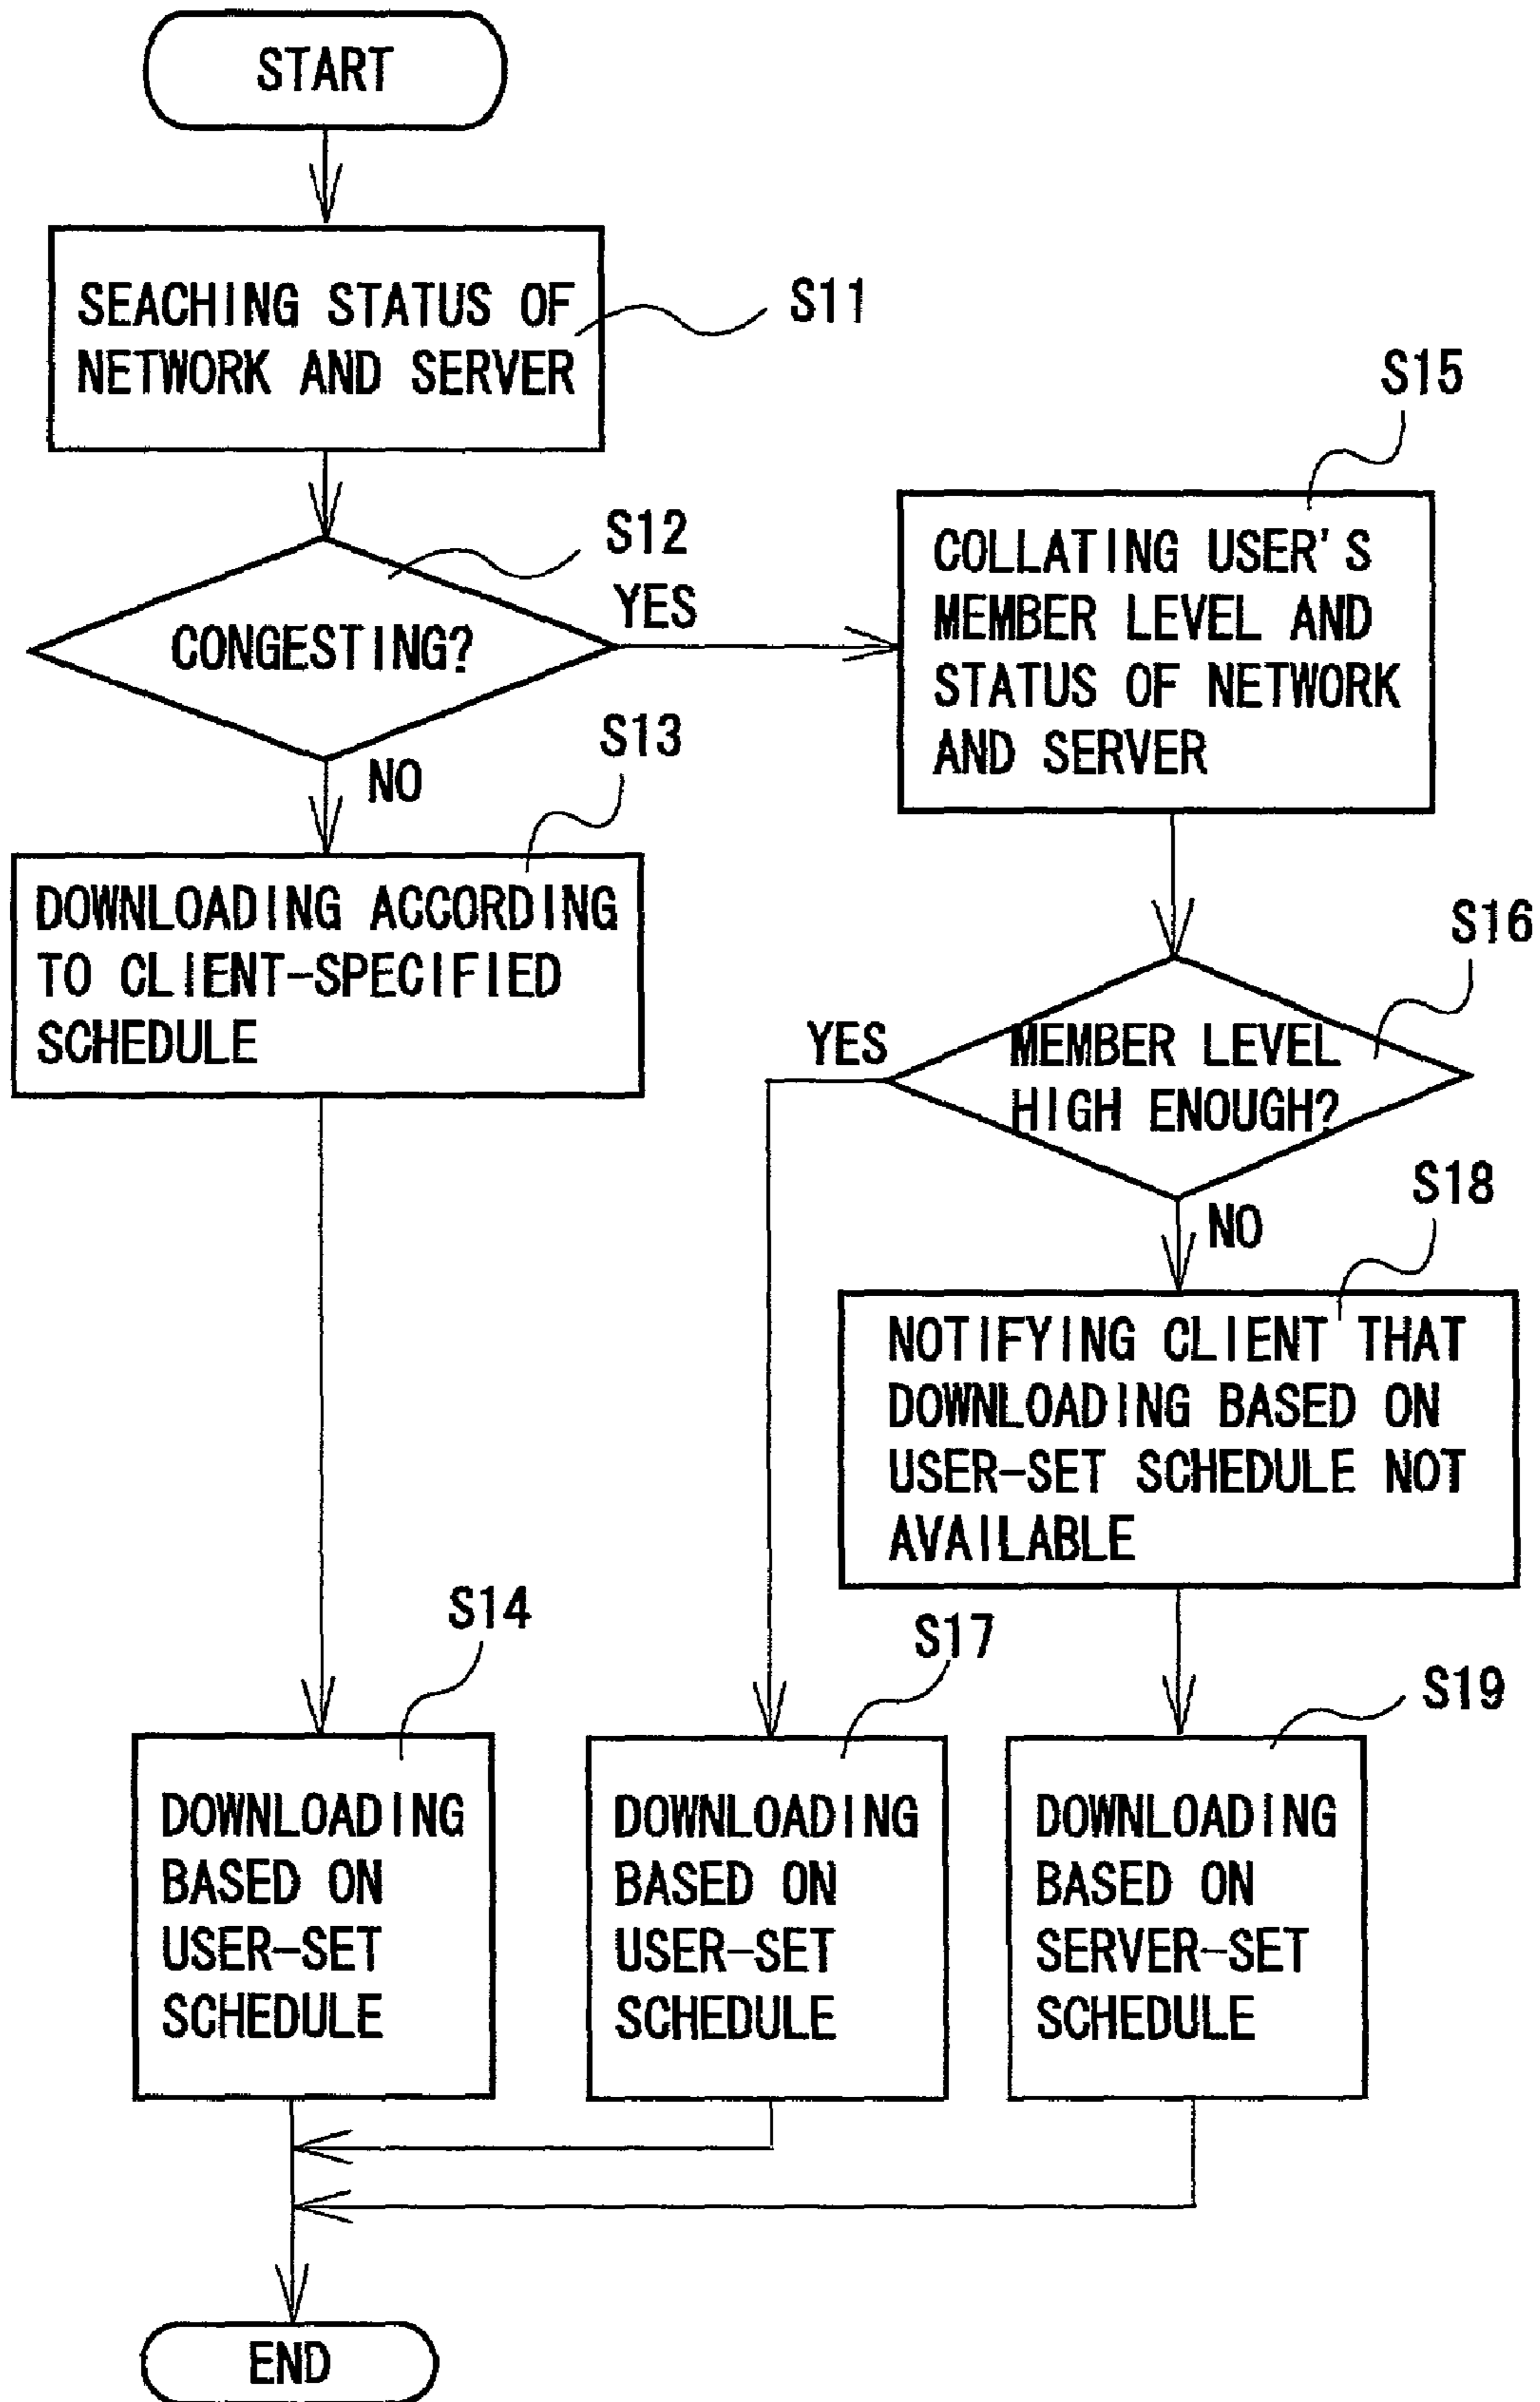 START
SEACHING STATUS OF
NETWORK AND SERVER
S11
S12
CONGESTING?
YES
NO
S13
DOWNLOADING ACCORDING
TO CLIENT-SPECIFIED
SCHEDULE
S15
COLLATING USER'S
MEMBER LEVEL AND
STATUS OF NETWORK
AND SERVER
S16
MEMBER LEVEL
HIGH ENOUGH?
YES
NO
S18
NOTIFYING CLIENT THAT
DOWNLOADING BASED ON
USER-SET SCHEDULE NOT
AVAILABLE
S14
DOWNLOADING
BASED ON
USER-SET
SCHEDULE
S17
DOWNLOADING
BASED ON
USER-SET
SCHEDULE
S19
DOWNLOADING
BASED ON
SERVER-SET
SCHEDULE
END